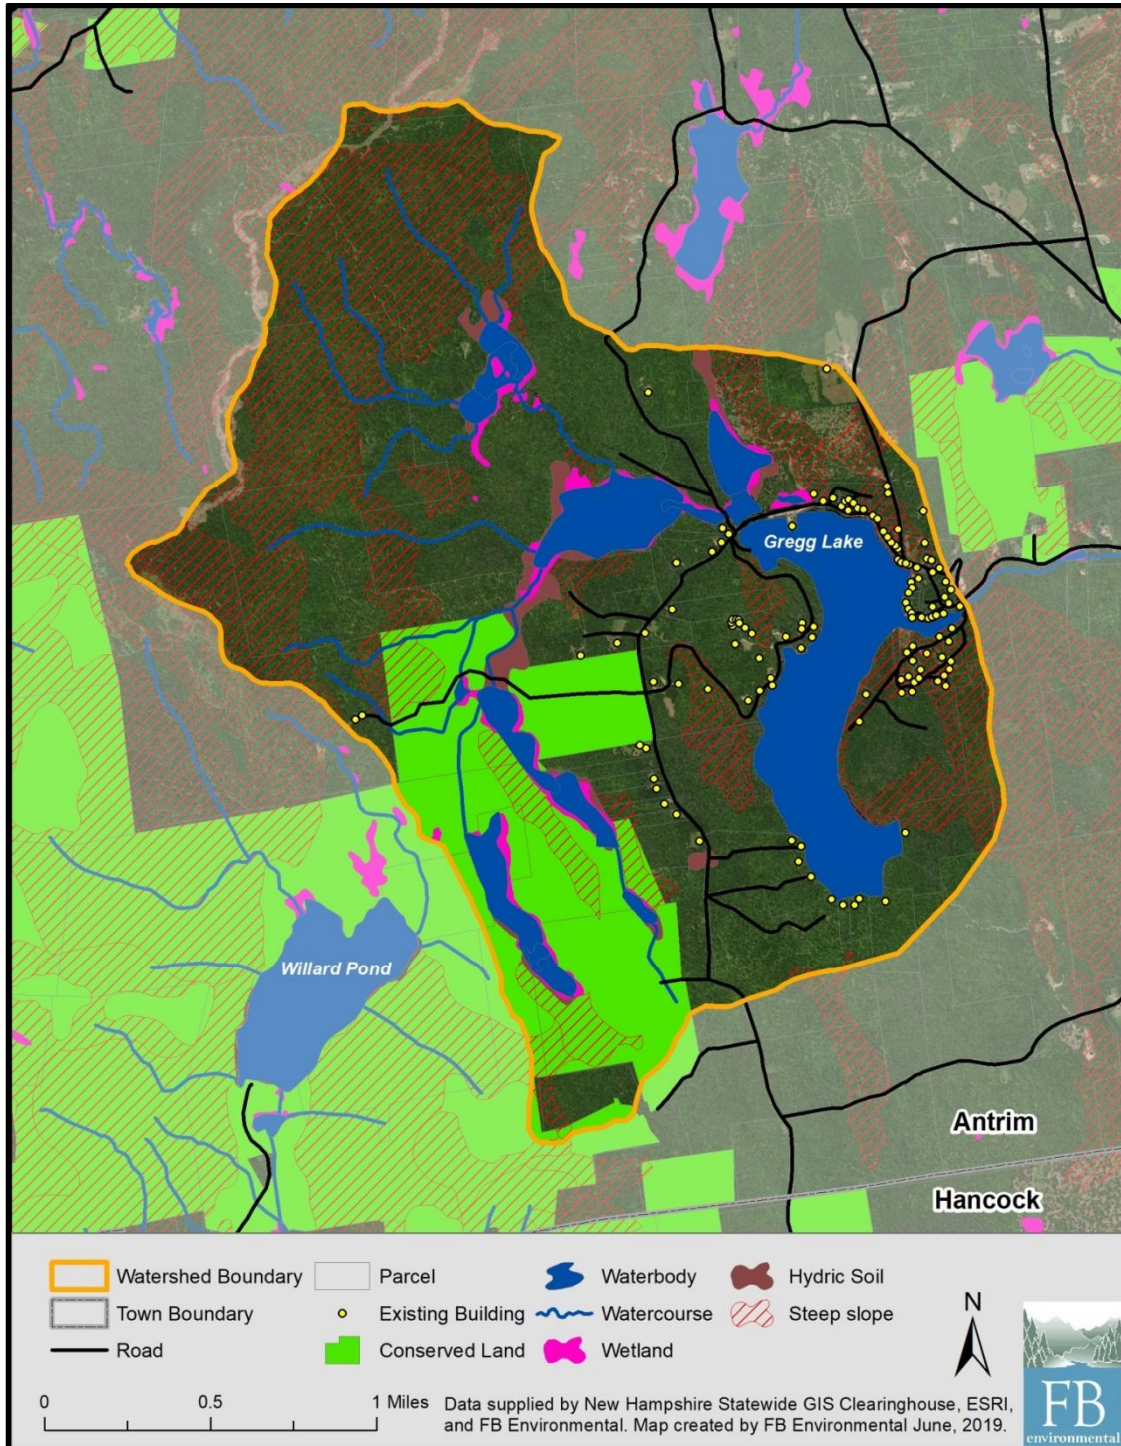 Gregg Lake
Willard Pond
Antrim
Hancock
Watershed Boundary
Parcel
Waterbody
Hydric Soil
Town Boundary
Existing Building
Watercourse
Steep slope
Road
Conserved Land
Wetland
N
0 0.5 1 Miles
Data supplied by New Hampshire Statewide GIS Clearinghouse, ESRI,
and FB Environmental. Map created by FB Environmental June, 2019.
FB
environmental